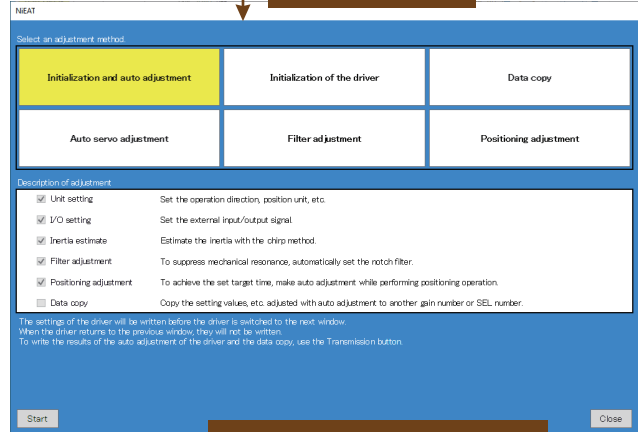 NiEAT
Select an adjustment method.
Initialization and auto adjustment
Initialization of the driver
Data copy
Auto servo adjustment
Filter adjustment
Positioning adjustment
Description of adjustment
Unit setting Set the operation direction, position unit, etc.
I/O setting Set the external input/output signal.
Inertia estimate Estimate the inertia with the chirp method.
Filter adjustment To suppress mechanical resonance, automatically set the notch filter.
Positioning adjustment To achieve the set target time, make auto adjustment while performing positioning operation.
Data copy Copy the setting values, etc. adjusted with auto adjustment to another gain number or SEL number.
The settings of the driver will be written before the driver is switched to the next window.
When the driver returns to the previous window, they will not be written.
To write the results of the auto adjustment of the driver and the data copy, use the Transmission button.
Start
Close